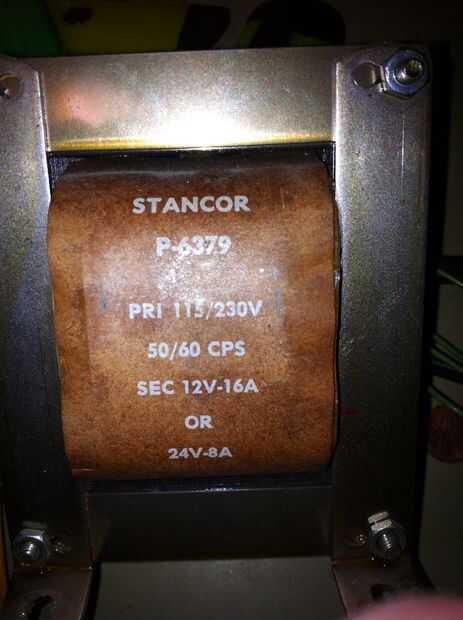 STANCOR
P-6379
PRI 115/230V
50/60 CPS
SEC 12V-16A
OR
24V-8A